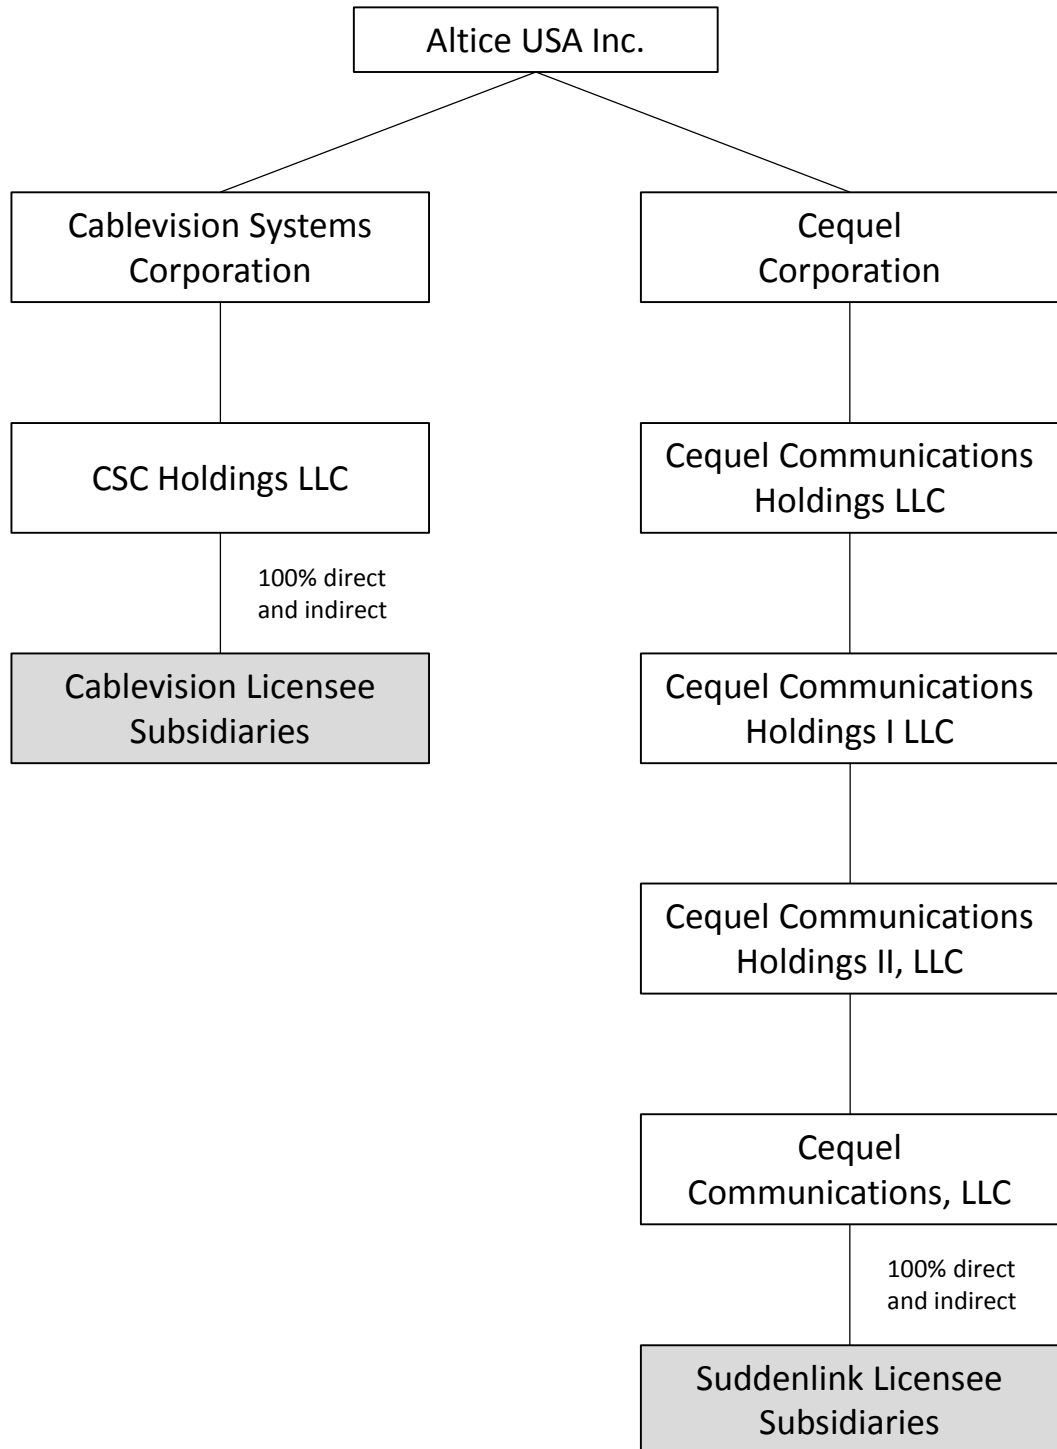 Altice USA Inc.
Cablevision Systems
Corporation
Cequel
Corporation
CSC Holdings LLC
Cequel Communications
Holdings LLC
100% direct
and indirect
Cablevision Licensee
Subsidiaries
Cequel Communications
Holdings I LLC
Cequel Communications
Holdings II, LLC
Cequel
Communications, LLC
100% direct
and indirect
Suddenlink Licensee
Subsidiaries